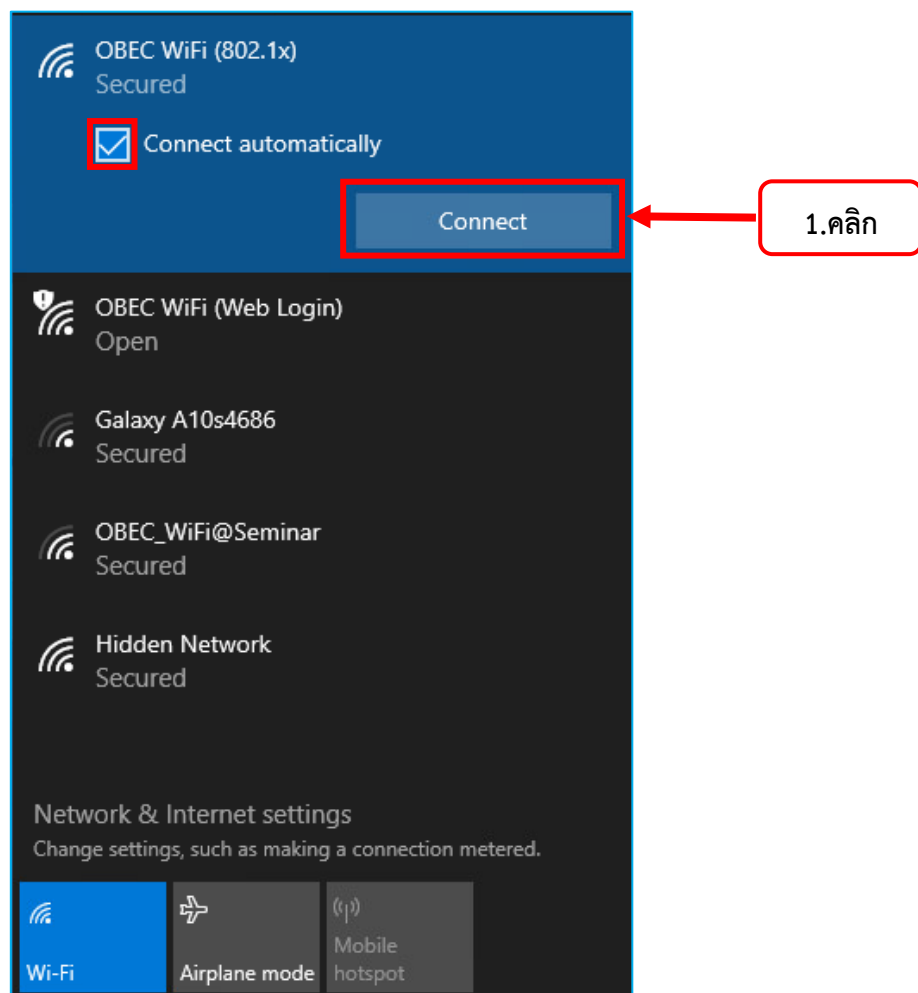 OBEC WiFi (802.1x)
Secured
Connect automatically
Connect
1.คลิก
OBEC WiFi (Web Login)
Open
Galaxy A10s4686
Secured
OBEC_WiFi@Seminar
Secured
Hidden Network
Secured
Network & Internet settings
Change settings, such as making a connection metered.
Wi-Fi
Airplane mode
Mobile
hotspot